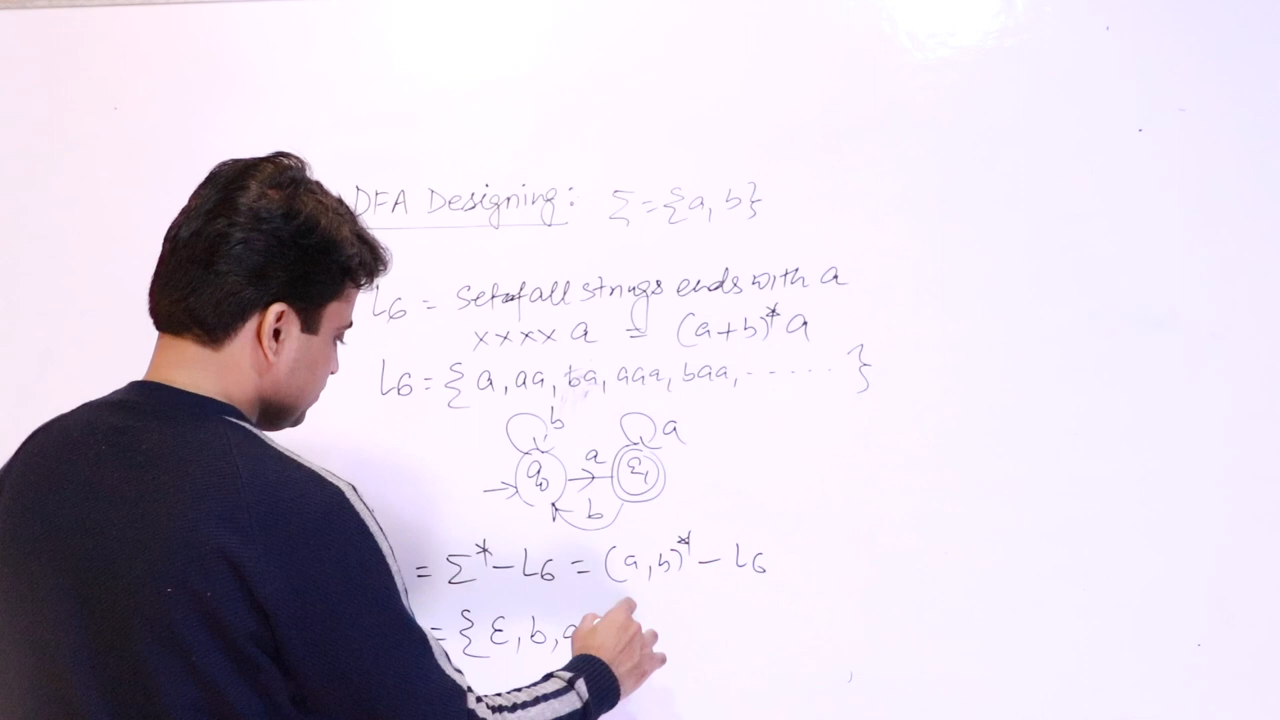 DFA Designing: Σ={a, b}
L6 = Set of all strings ends with a
xxxx a = (a+b)* a
L6 = { a, aa, ba, aaa, baa, ------ }
b a
q0 a q1
b
= Σ* - L6 = (a, b)* - L6
= { ε, b, a